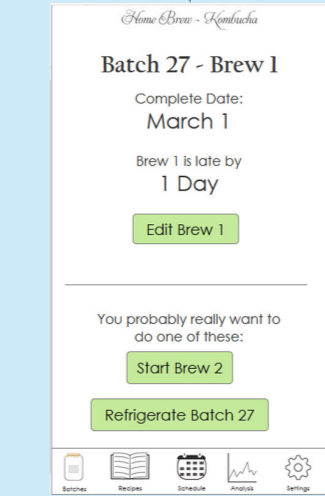 Home Brew - Kombucha
Batch 27 - Brew 1
Complete Date:
March 1
Brew 1 is late by
1 Day
Edit Brew 1
You probably really want to
do one of these:
Start Brew 2
Refrigerate Batch 27
Batches Recipes Schedule Analysis Settings